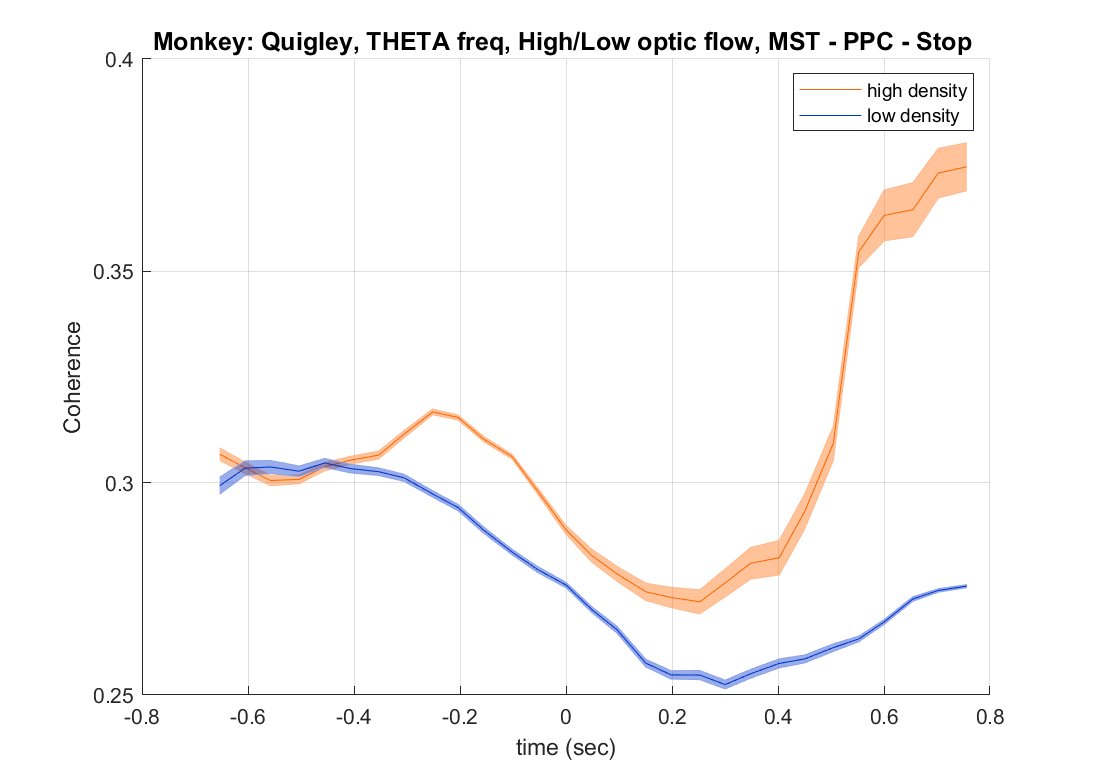 Monkey: Quigley, THETA freq, High/Low optic flow, MST - PPC - Stop
high density
low density
0.4
0.35
0.3
0.25
Coherence
-0.8
-0.6
-0.4
-0.2
0
0.2
0.4
0.6
0.8
time (sec)